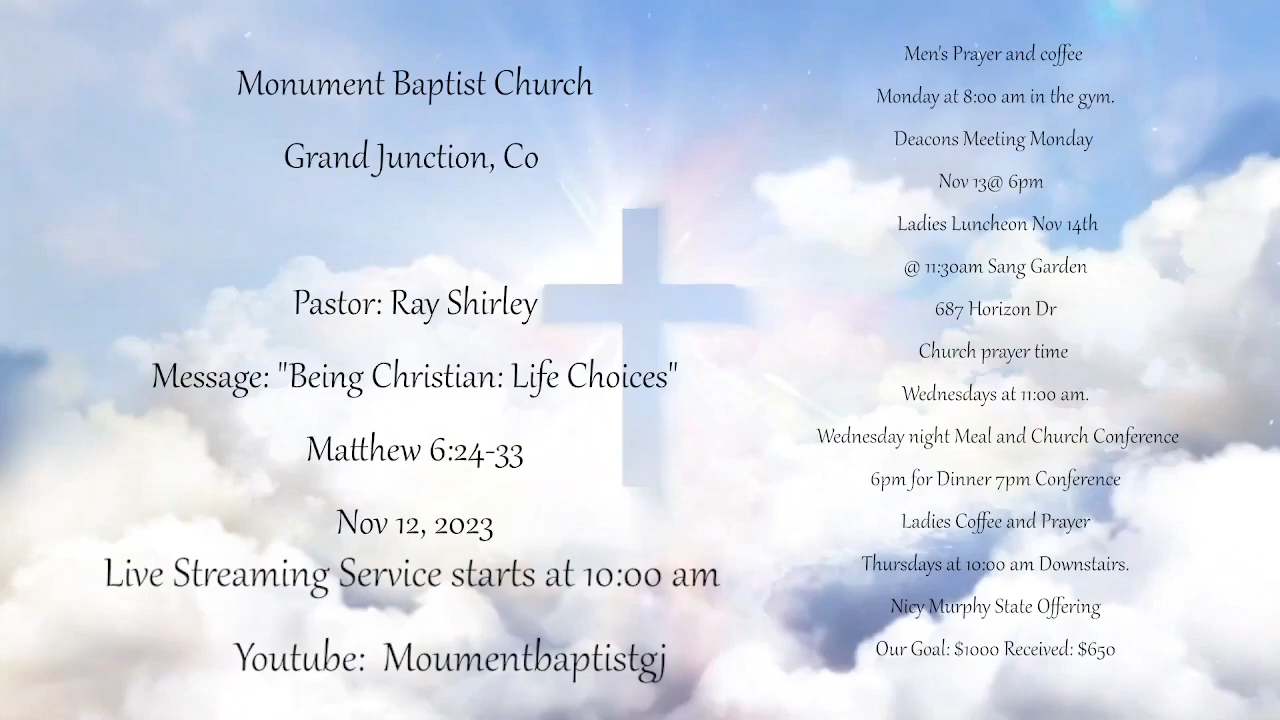 Monument Baptist Church
Grand Junction, Co
Pastor: Ray Shirley
Message: "Being Christian: Life Choices"
Matthew 6:24-33
Nov 12, 2023
Live Streaming Service starts at 10:00 am
Youtube: Moumentbaptistgj
Men's Prayer and coffee
Monday at 8:00 am in the gym.
Deacons Meeting Monday
Nov 13@ 6pm
Ladies Luncheon Nov 14th
@ 11:30am Sang Garden
687 Horizon Dr
Church prayer time
Wednesdays at 11:00 am.
Wednesday night Meal and Church Conference
6pm for Dinner 7pm Conference
Ladies Coffee and Prayer
Thursdays at 10:00 am Downstairs.
Nicy Murphy State Offering
Our Goal: $1000 Received: $650